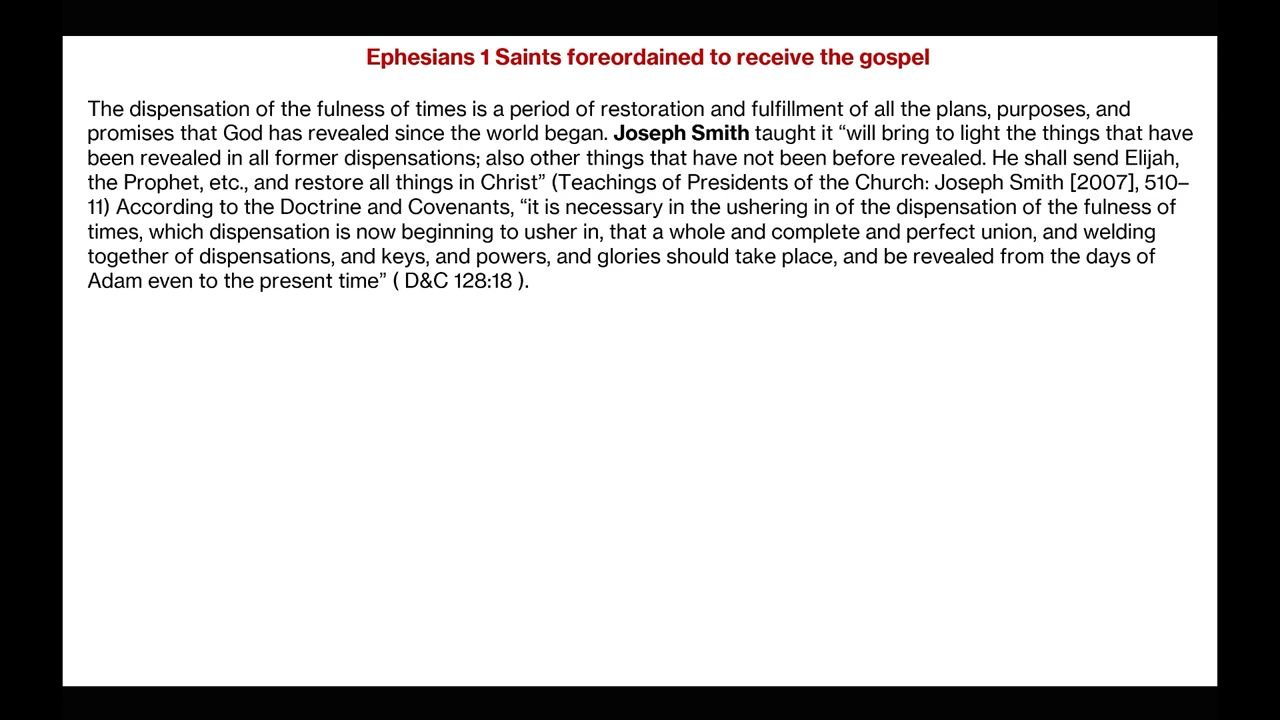 Ephesians 1 Saints foreordained to receive the gospel
The dispensation of the fulness of times is a period of restoration and fulfillment of all the plans, purposes, and
promises that God has revealed since the world began. Joseph Smith taught it “will bring to light the things that have
been revealed in all former dispensations; also other things that have not been before revealed. He shall send Elijah,
the Prophet, etc., and restore all things in Christ” (Teachings of Presidents of the Church: Joseph Smith [2007], 510–
11) According to the Doctrine and Covenants, “it is necessary in the ushering in of the dispensation of the fulness of
times, which dispensation is now beginning to usher in, that a whole and complete and perfect union, and welding
together of dispensations, and keys, and powers, and glories should take place, and be revealed from the days of
Adam even to the present time” ( D&C 128:18 ).